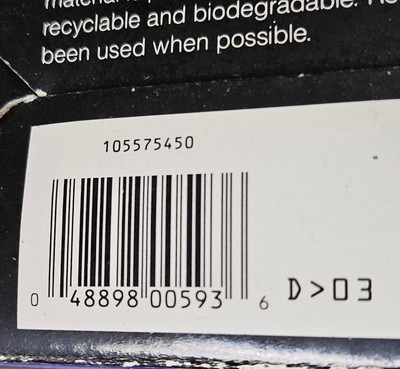 recyclable and biodegradable.
been used when possible.
105575450
0 48898 00593 6 D>03